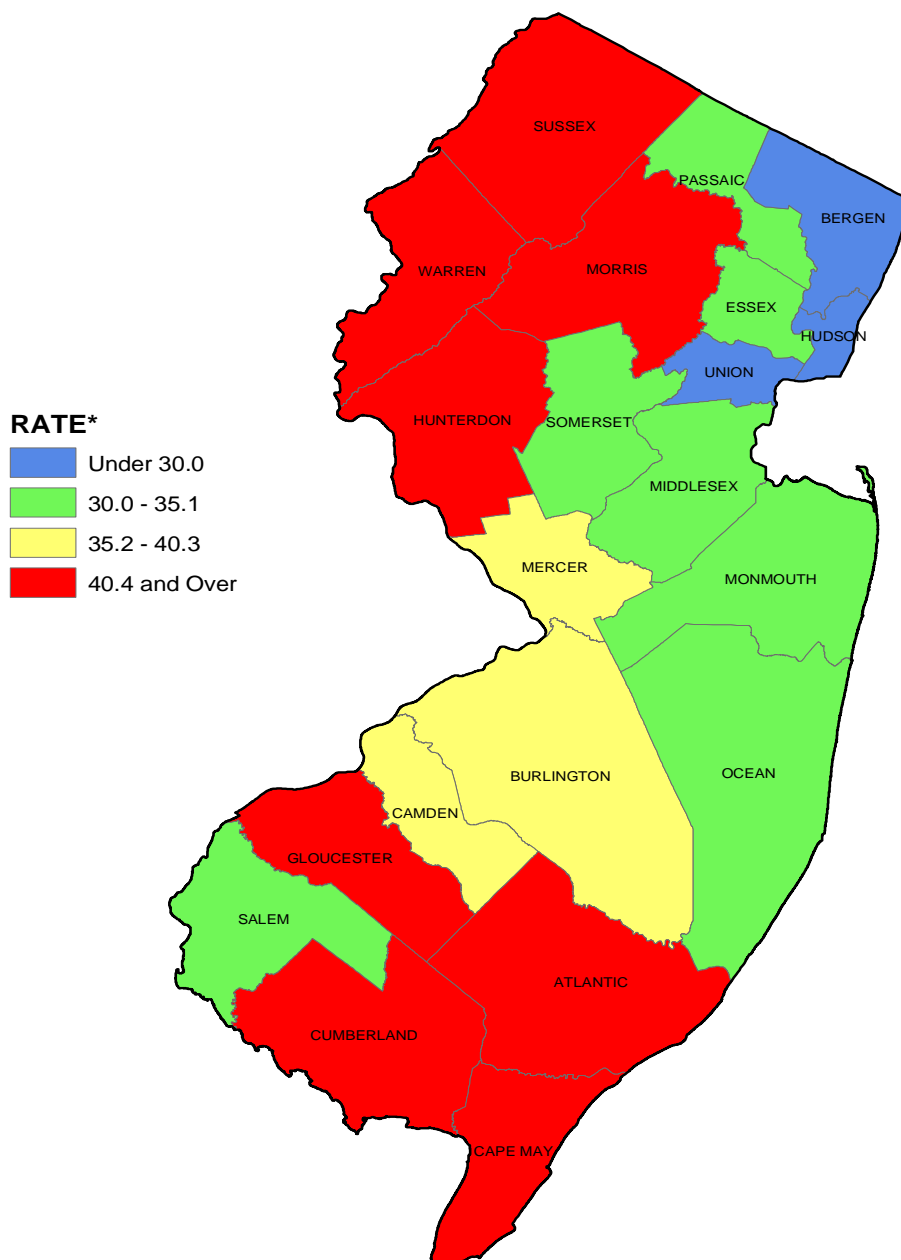 SUSSEX
PASSAIC
BERGEN
WARREN
MORRIS
ESSEX
HUDSON
UNION
HUNTERDON
SOMERSET
RATE*
Under 30.0
30.0 - 35.1
35.2 - 40.3
40.4 and Over
MIDDLESEX
MERCER
MONMOUTH
OCEAN
BURLINGTON
CAMDEN
GLOUCESTER
SALEM
ATLANTIC
CUMBERLAND
CAPE MAY